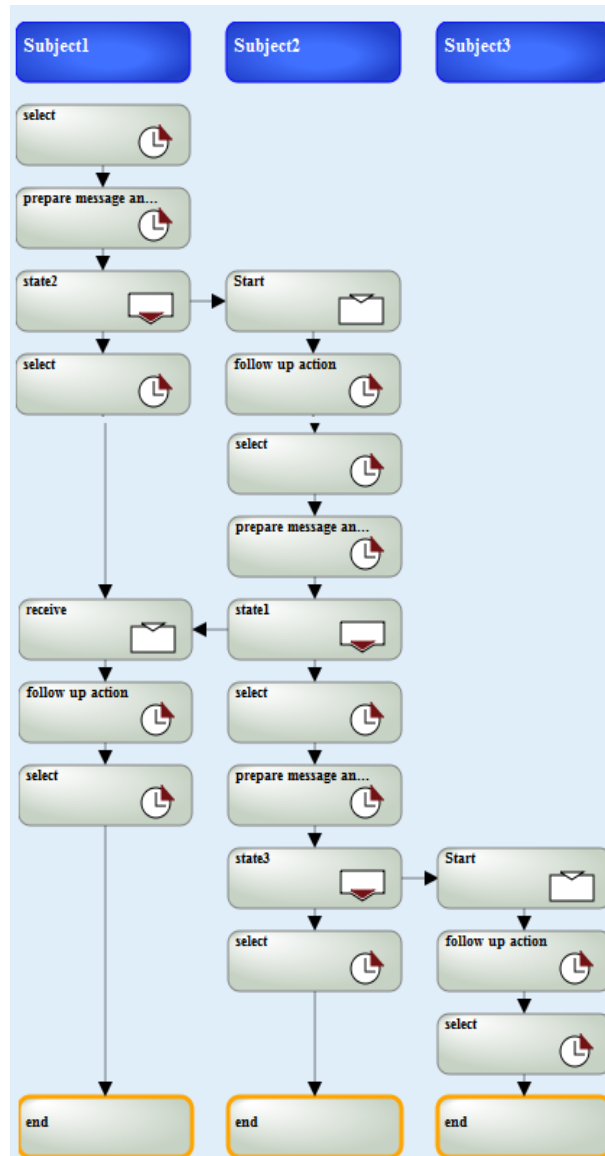 Subject1 Subject2 Subject3
select
prepare message an...
state2 Start
select follow up action
select
prepare message an...
receive state1
follow up action select
select prepare message an...
state3 Start
select follow up action
select
end end end